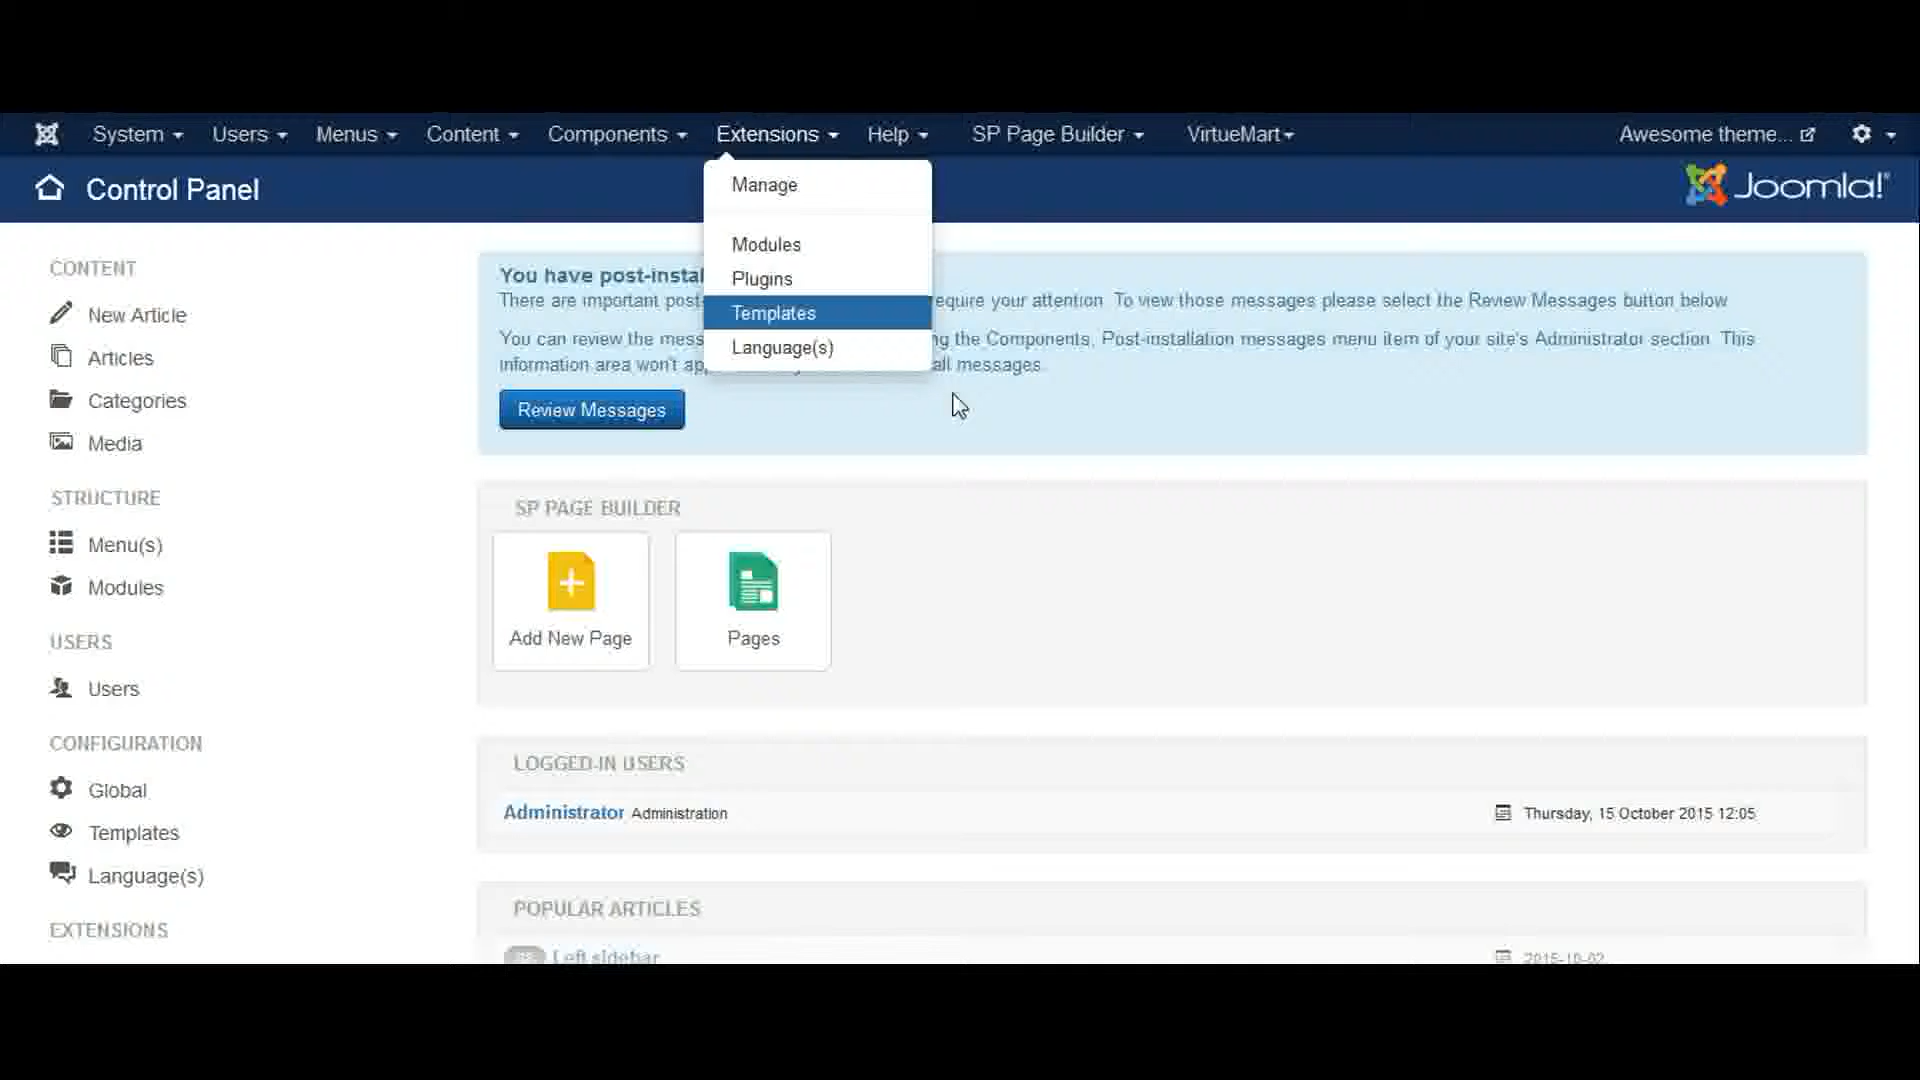 System Users Menus Content Components Extensions Help SP Page Builder VirtueMart Awesome theme...
Control Panel
Joomla!
Manage
Modules
Plugins
Templates
Language(s)
CONTENT
New Article
Articles
Categories
Media
STRUCTURE
Menu(s)
Modules
USERS
Users
CONFIGURATION
Global
Templates
Language(s)
EXTENSIONS
You have post-instal
There are important post- equire your attention. To view those messages please select the Review Messages button below
You can review the mess ng the Components, Post-installation messages menu item of your site's Administrator section. This
information area won't ap all messages.
Review Messages
SP PAGE BUILDER
Add New Page
Pages
LOGGED-IN USERS
Administrator Administration Thursday, 15 October 2015 12:05
POPULAR ARTICLES
Left sidebar 2015-10-02